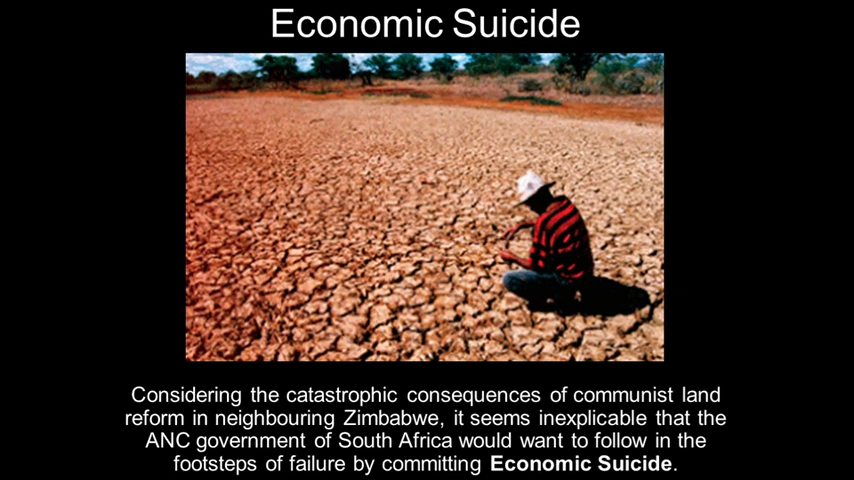 Economic Suicide
Considering the catastrophic consequences of communist land
reform in neighbouring Zimbabwe, it seems inexplicable that the
ANC government of South Africa would want to follow in the
footsteps of failure by committing Economic Suicide.